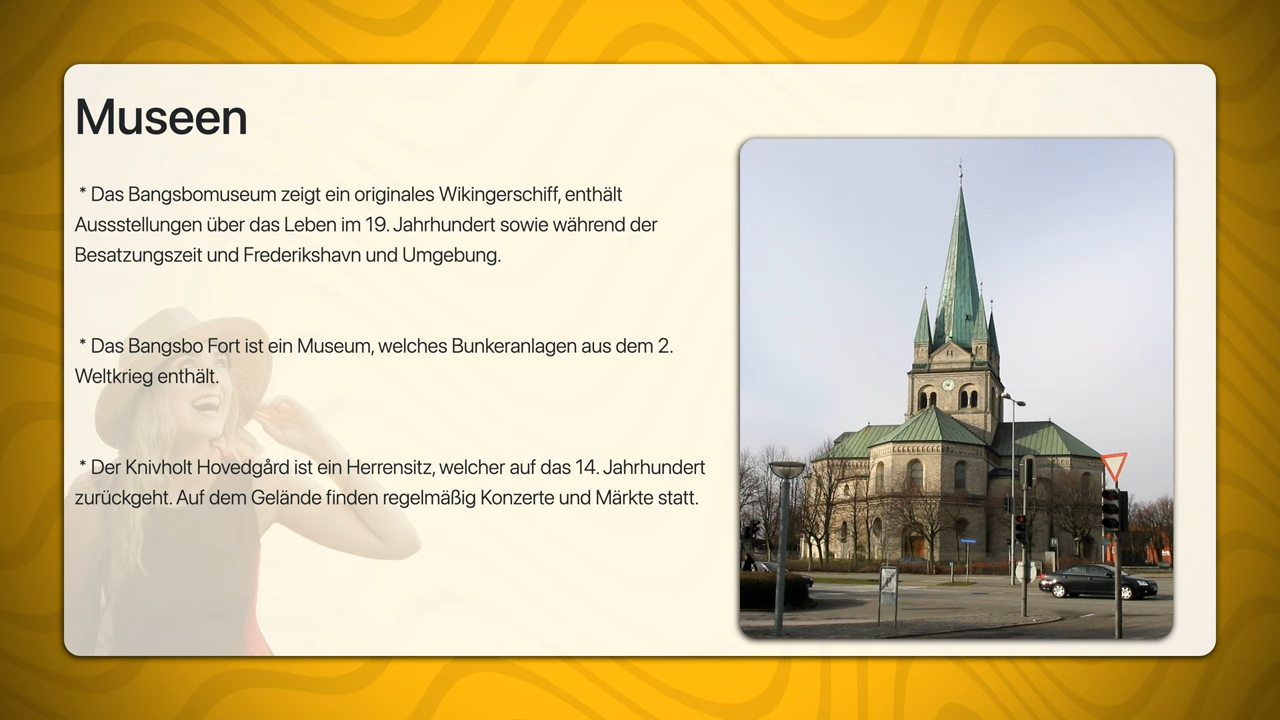 Museen
* Das Bangsbomuseum zeigt ein originales Wikingerschiff, enthält
Aussstellungen über das Leben im 19. Jahrhundert sowie während der
Besatzungszeit und Frederikshavn und Umgebung.
* Das Bangsbo Fort ist ein Museum, welches Bunkeranlagen aus dem 2.
Weltkrieg enthält.
* Der Knivholt Hovedgård ist ein Herrensitz, welcher auf das 14. Jahrhundert
zurückgeht. Auf dem Gelände finden regelmäßig Konzerte und Märkte statt.